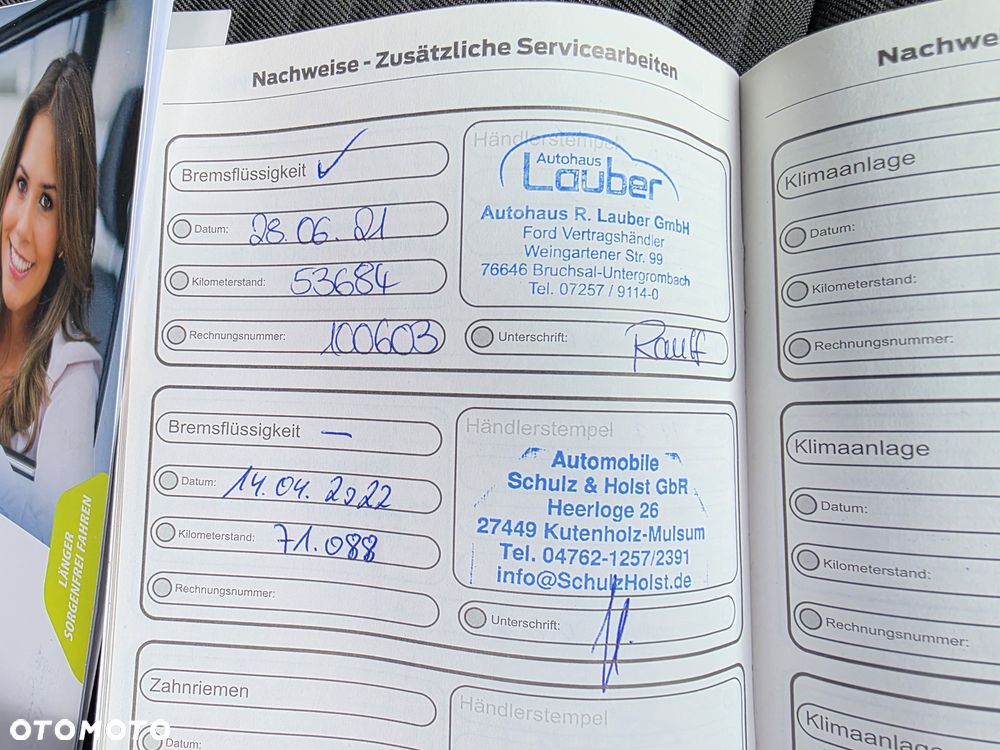 Nachweise - Zusätzliche Servicearbeiten
Bremsflüssigkeit ✓
Datum: 28.06.21
Kilometerstand: 53684
Rechnungsnummer: 100603
Händlerstempel
Autohaus
Lauber
Autohaus R. Lauber GmbH
Ford Vertragshändler
Weingartener Str. 99
76646 Bruchsal-Untergrombach
Tel. 07257 / 9114-0
Unterschrift: Rauff
Bremsflüssigkeit —
Datum: 14.04.2022
Kilometerstand: 71.088
Rechnungsnummer:
Händlerstempel
Automobile
Schulz & Holst GbR
Heerloge 26
27449 Kutenholz-Mulsum
Tel. 04762-1257/2391
info@SchulzHolst.de
Unterschrift:
Zahnriemen
Datum:
Händlerstempel
Nachwe
Klimaanlage
Datum:
Kilometerstand:
Rechnungsnummer:
Klimaanlage
Datum:
Kilometerstand:
Rechnungsnummer:
Klimaanlage
LÄNGER
SORGENFREI FAHREN
OTOMOTO